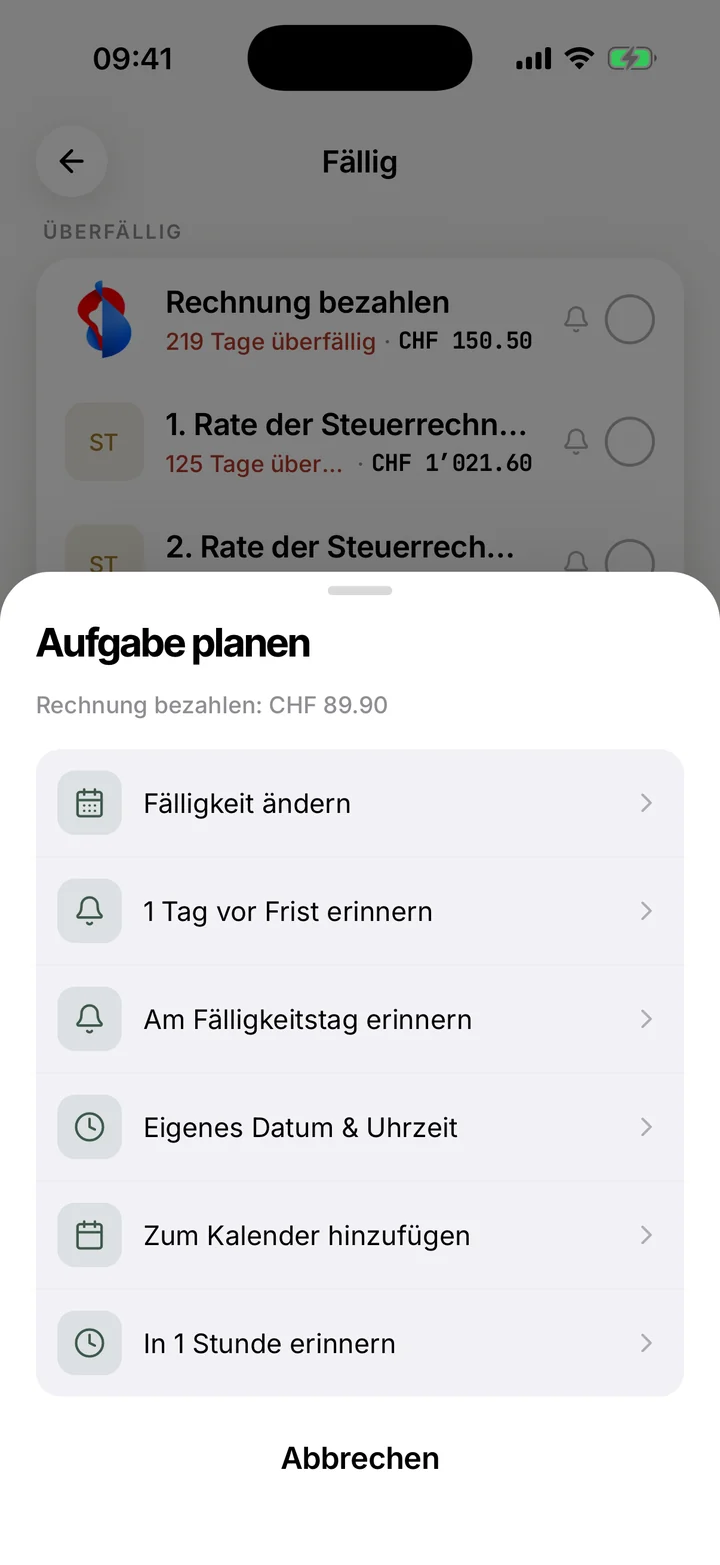 09:41
Fällig
ÜBERFÄLLIG
Rechnung bezahlen
219 Tage überfällig · CHF 150.50
ST
1. Rate der Steuerrechn...
125 Tage über... · CHF 1’021.60
ST
2. Rate der Steuerrech...
Aufgabe planen
Rechnung bezahlen: CHF 89.90
Fälligkeit ändern
1 Tag vor Frist erinnern
Am Fälligkeitstag erinnern
Eigenes Datum & Uhrzeit
Zum Kalender hinzufügen
In 1 Stunde erinnern
Abbrechen